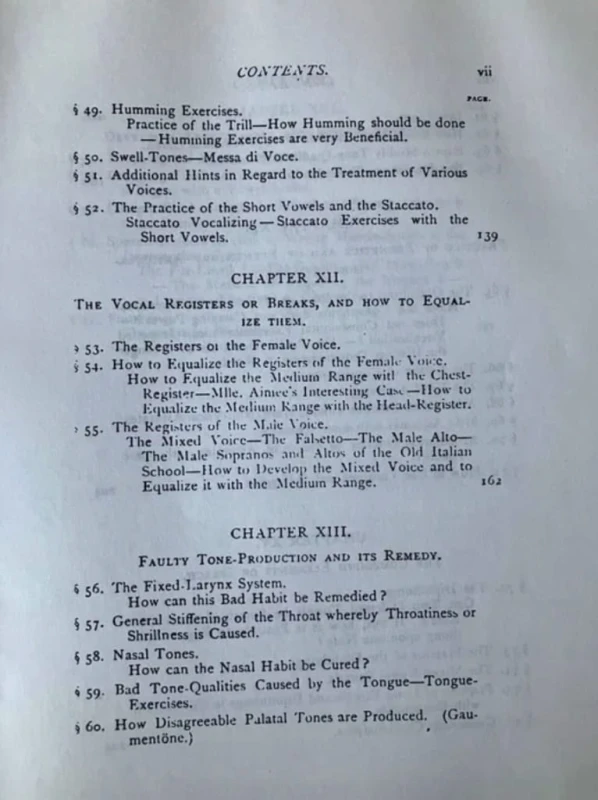 CONTENTS. vii
PAGE.
§ 49. Humming Exercises.
Practice of the Trill—How Humming should be done
—Humming Exercises are very Beneficial.
§ 50. Swell-Tones—Messa di Voce.
§ 51. Additional Hints in Regard to the Treatment of Various
Voices.
§ 52. The Practice of the Short Vowels and the Staccato.
Staccato Vocalizing—Staccato Exercises with the
Short Vowels. 139
CHAPTER XII.
THE VOCAL REGISTERS OR BREAKS, AND HOW TO EQUAL-
IZE THEM.
§ 53. The Registers of the Female Voice.
§ 54. How to Equalize the Registers of the Female Voice.
How to Equalize the Medium Range with the Chest-
Register—Mlle. Aimee's Interesting Case—How to
Equalize the Medium Range with the Head-Register.
§ 55. The Registers of the Male Voice.
The Mixed Voice—The Falsetto—The Male Alto—
The Male Sopranos and Altos of the Old Italian
School—How to Develop the Mixed Voice and to
Equalize it with the Medium Range. 162
CHAPTER XIII.
FAULTY TONE-PRODUCTION AND ITS REMEDY.
§ 56. The Fixed-Larynx System.
How can this Bad Habit be Remedied?
§ 57. General Stiffening of the Throat whereby Throatiness or
Shrillness is Caused.
§ 58. Nasal Tones.
How can the Nasal Habit be Cured?
§ 59. Bad Tone-Qualities Caused by the Tongue—Tongue-
Exercises.
§ 60. How Disagreeable Palatal Tones are Produced. (Gau-
mentöne.)